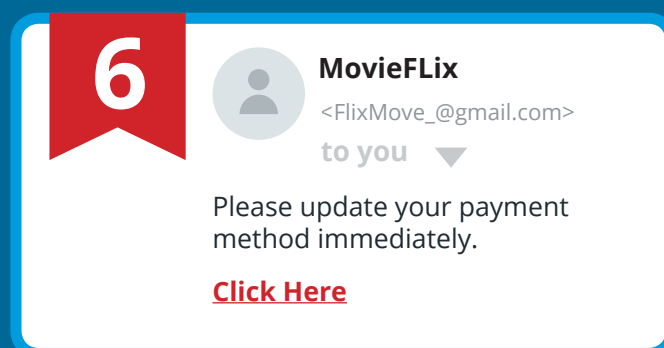 6
MovieFLix
<FlixMove_@gmail.com>
to you
Please update your payment
method immediately.
Click Here